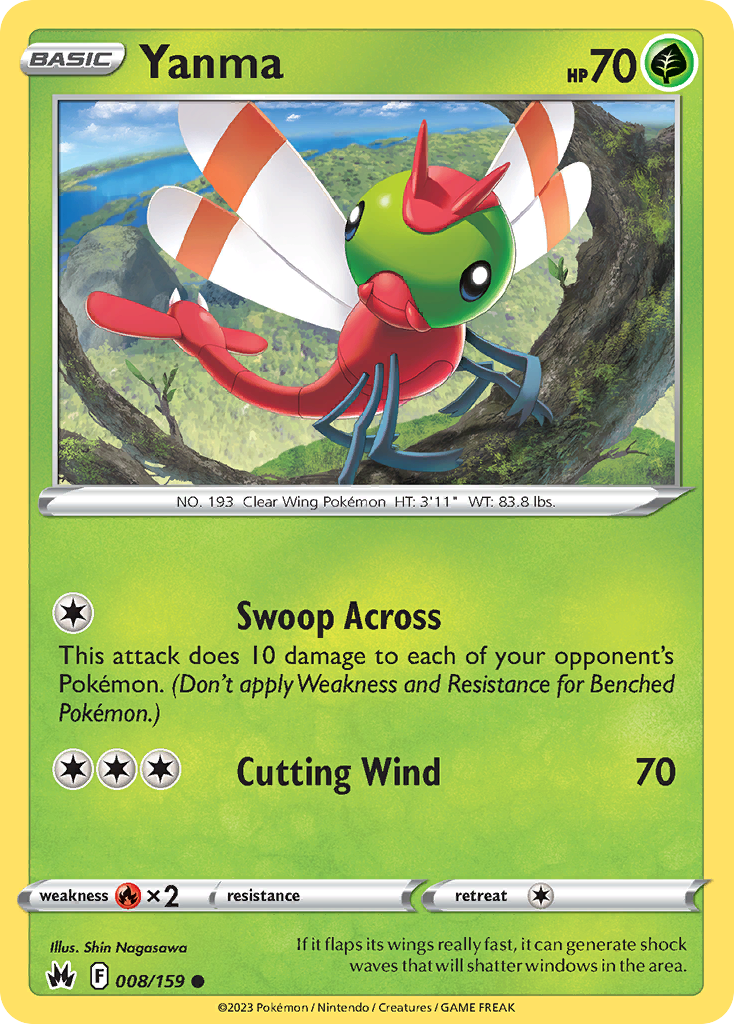 BASIC Yanma HP 70
NO. 193 Clear Wing Pokémon HT: 3'11" WT: 83.8 lbs.
Swoop Across
This attack does 10 damage to each of your opponent's
Pokémon. (Don't apply Weakness and Resistance for Benched
Pokémon.)
Cutting Wind 70
weakness ×2 resistance retreat
Illus. Shin Nagasawa
If it flaps its wings really fast, it can generate shock
waves that will shatter windows in the area.
F 008/159
©2023 Pokémon / Nintendo / Creatures / GAME FREAK